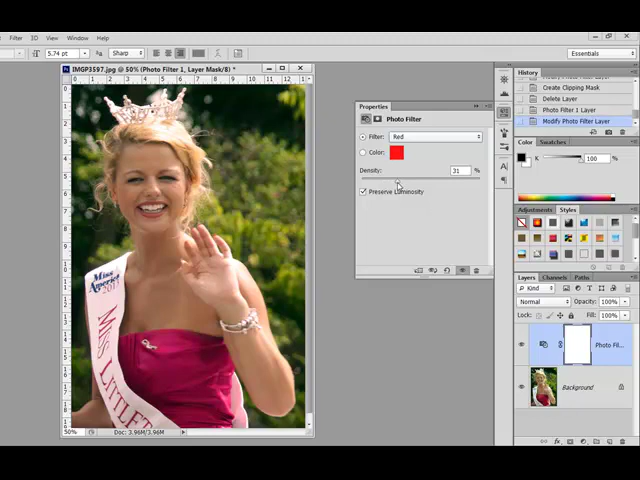 Filter
Analysis
View
Window
Help
5.74 pt
Sharp
Essentials
IMGP3597.jpg @ 50% (Photo Filter 1, Layer Mask/8) *
Properties
Photo Filter
Filter: Red
Color:
Density: 31 %
Preserve Luminosity
History
Create Clipping Mask
Delete Layer
Photo Filter 1 Layer
Modify Photo Filter Layer
Color Swatches
K 100 %
Adjustments Styles
Layers Channels Paths
Kind
Normal Opacity: 100%
Lock: Fill: 100%
Photo Fil...
Background
Miss
America
MISS LITTLE
50% Doc: 3.96M/3.96M